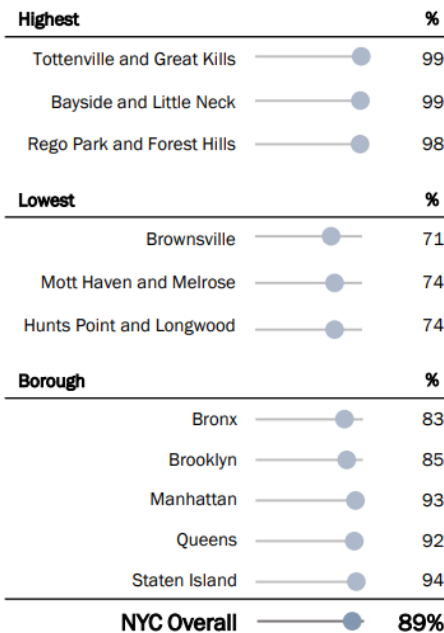 Highest %
Tottenville and Great Kills 99
Bayside and Little Neck 99
Rego Park and Forest Hills 98
Lowest %
Brownsville 71
Mott Haven and Melrose 74
Hunts Point and Longwood 74
Borough %
Bronx 83
Brooklyn 85
Manhattan 93
Queens 92
Staten Island 94
NYC Overall 89%